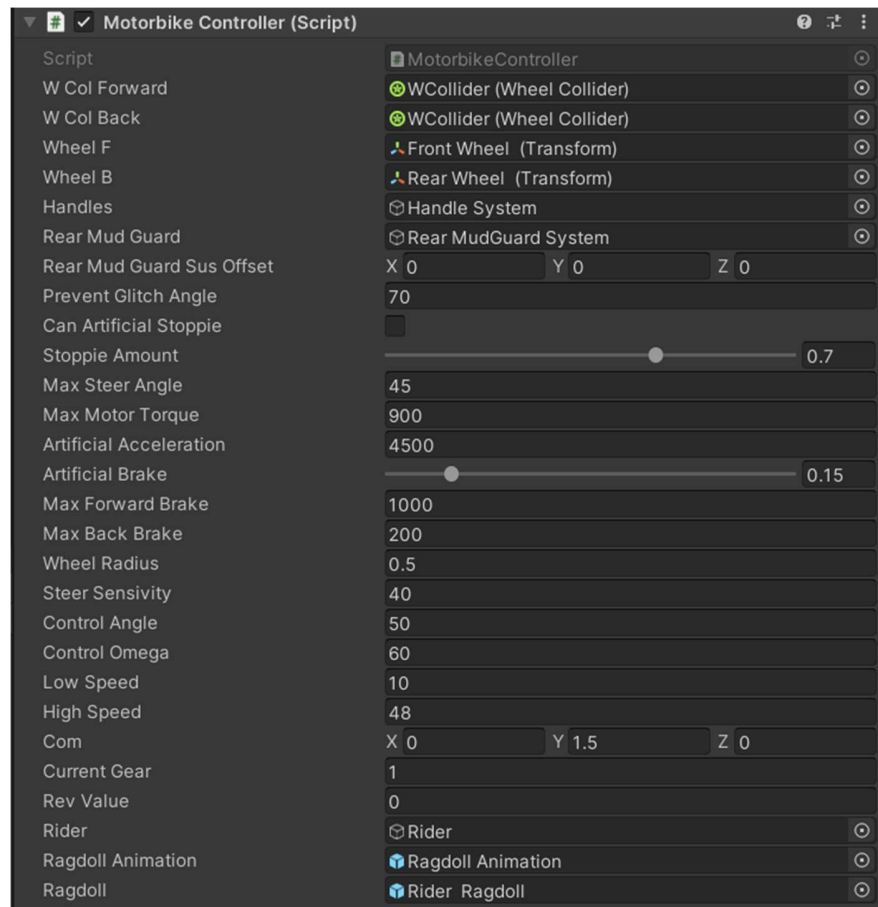 # Motorbike Controller (Script)
Script MotorbikeController
W Col Forward WCollider (Wheel Collider)
W Col Back WCollider (Wheel Collider)
Wheel F Front Wheel (Transform)
Wheel B Rear Wheel (Transform)
Handles Handle System
Rear Mud Guard Rear MudGuard System
Rear Mud Guard Sus Offset X 0 Y 0 Z 0
Prevent Glitch Angle 70
Can Artificial Stoppie
Stoppie Amount 0.7
Max Steer Angle 45
Max Motor Torque 900
Artificial Acceleration 4500
Artificial Brake 0.15
Max Forward Brake 1000
Max Back Brake 200
Wheel Radius 0.5
Steer Sensivity 40
Control Angle 50
Control Omega 60
Low Speed 10
High Speed 48
Com X 0 Y 1.5 Z 0
Current Gear 1
Rev Value 0
Rider Rider
Ragdoll Animation Ragdoll Animation
Ragdoll Rider Ragdoll